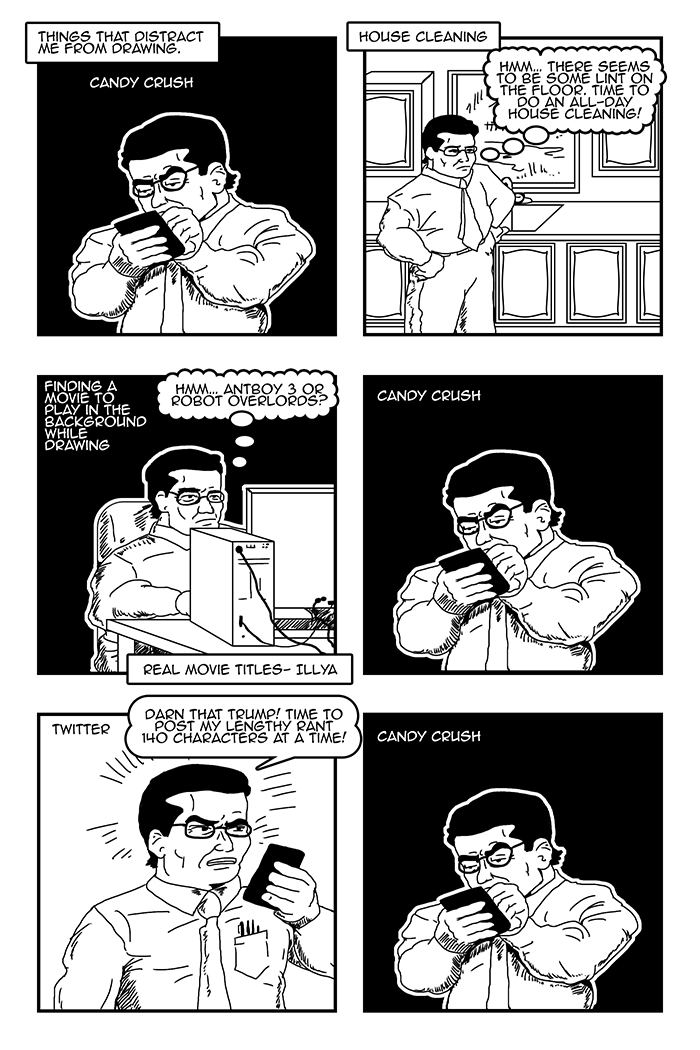 THINGS THAT DISTRACT
ME FROM DRAWING.
CANDY CRUSH
HOUSE CLEANING
HMM... THERE SEEMS
TO BE SOME LINT ON
THE FLOOR. TIME TO
DO AN ALL-DAY
HOUSE CLEANING!
FINDING A
MOVIE TO
PLAY IN THE
BACKGROUND
WHILE
DRAWING
HMM... ANTBOY 3 OR
ROBOT OVERLORDS?
REAL MOVIE TITLES- ILLYA
CANDY CRUSH
TWITTER
DARN THAT TRUMP! TIME TO
POST MY LENGTHY RANT
140 CHARACTERS AT A TIME!
CANDY CRUSH